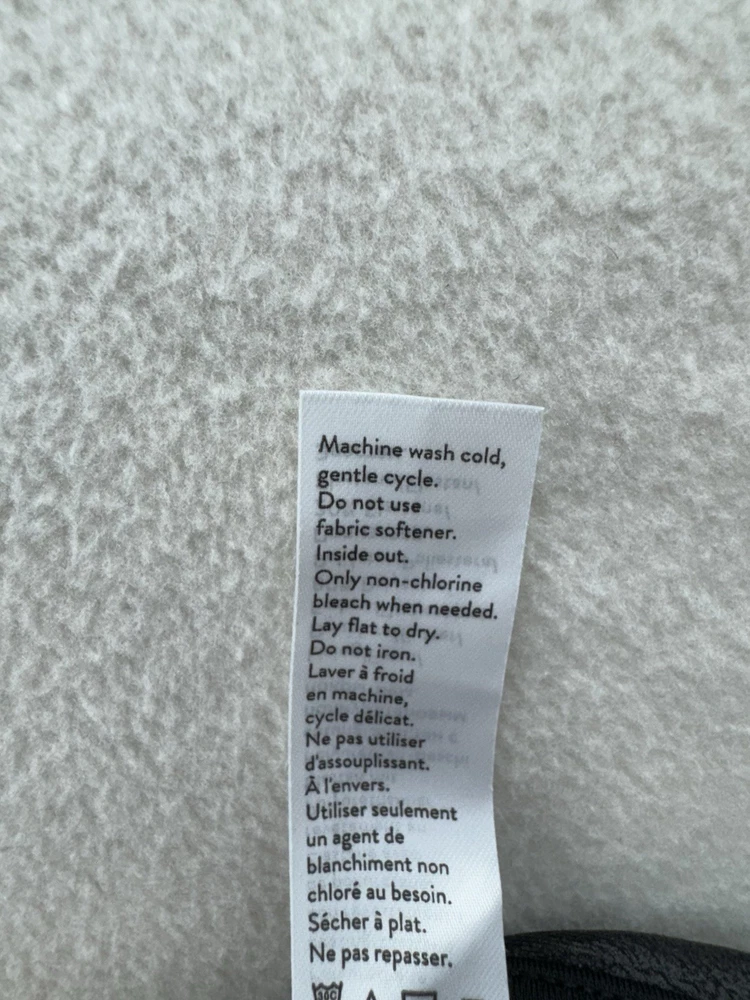 Machine wash cold,
gentle cycle.
Do not use
fabric softener.
Inside out.
Only non-chlorine
bleach when needed.
Lay flat to dry.
Do not iron.
Laver à froid
en machine,
cycle délicat.
Ne pas utiliser
d'assouplissant.
À l'envers.
Utiliser seulement
un agent de
blanchiment non
chloré au besoin.
Sécher à plat.
Ne pas repasser.
30C